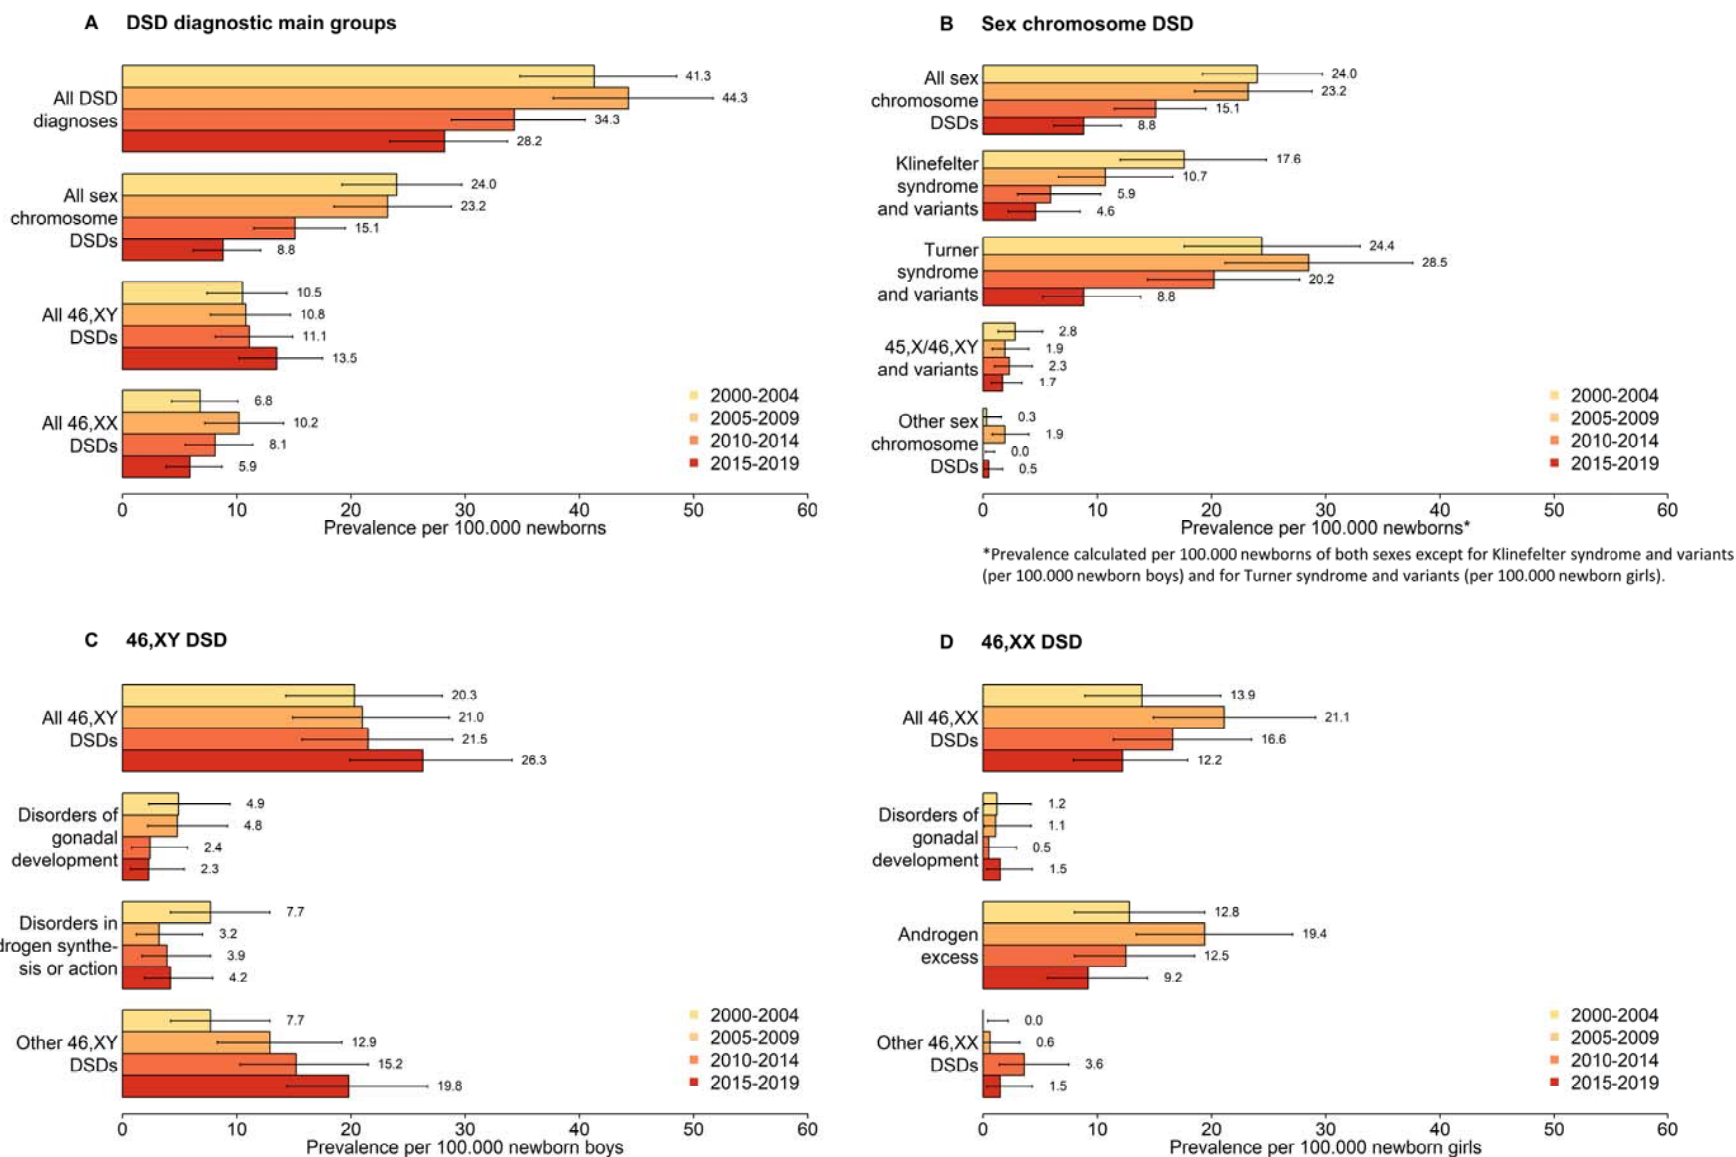 A DSD diagnostic main groups
All DSD
diagnoses
41.3
44.3
34.3
28.2
All sex
chromosome
DSDs
24.0
23.2
15.1
8.8
All 46,XY
DSDs
10.5
10.8
11.1
13.5
All 46,XX
DSDs
6.8
10.2
8.1
5.9
2000-2004
2005-2009
2010-2014
2015-2019
0 10 20 30 40 50 60
Prevalence per 100.000 newborns
B Sex chromosome DSD
All sex
chromosome
DSDs
24.0
23.2
15.1
8.8
Klinefelter
syndrome
and variants
17.6
10.7
5.9
4.6
Turner
syndrome
and variants
24.4
28.5
20.2
8.8
45,X/46,XY
and variants
2.8
1.9
2.3
1.7
Other sex
chromosome
DSDs
0.3
1.9
0.0
0.5
2000-2004
2005-2009
2010-2014
2015-2019
0 10 20 30 40 50 60
Prevalence per 100.000 newborns*
*Prevalence calculated per 100.000 newborns of both sexes except for Klinefelter syndrome and variants
(per 100.000 newborn boys) and for Turner syndrome and variants (per 100.000 newborn girls).
C 46,XY DSD
All 46,XY
DSDs
20.3
21.0
21.5
26.3
Disorders of
gonadal
development
4.9
4.8
2.4
2.3
Disorders in
drogen synthe-
sis or action
7.7
3.2
3.9
4.2
Other 46,XY
DSDs
7.7
12.9
15.2
19.8
2000-2004
2005-2009
2010-2014
2015-2019
0 10 20 30 40 50 60
Prevalence per 100.000 newborn boys
D 46,XX DSD
All 46,XX
DSDs
13.9
21.1
16.6
12.2
Disorders of
gonadal
development
1.2
1.1
0.5
1.5
Androgen
excess
12.8
19.4
12.5
9.2
Other 46,XX
DSDs
0.0
0.6
3.6
1.5
2000-2004
2005-2009
2010-2014
2015-2019
0 10 20 30 40 50 60
Prevalence per 100.000 newborn girls